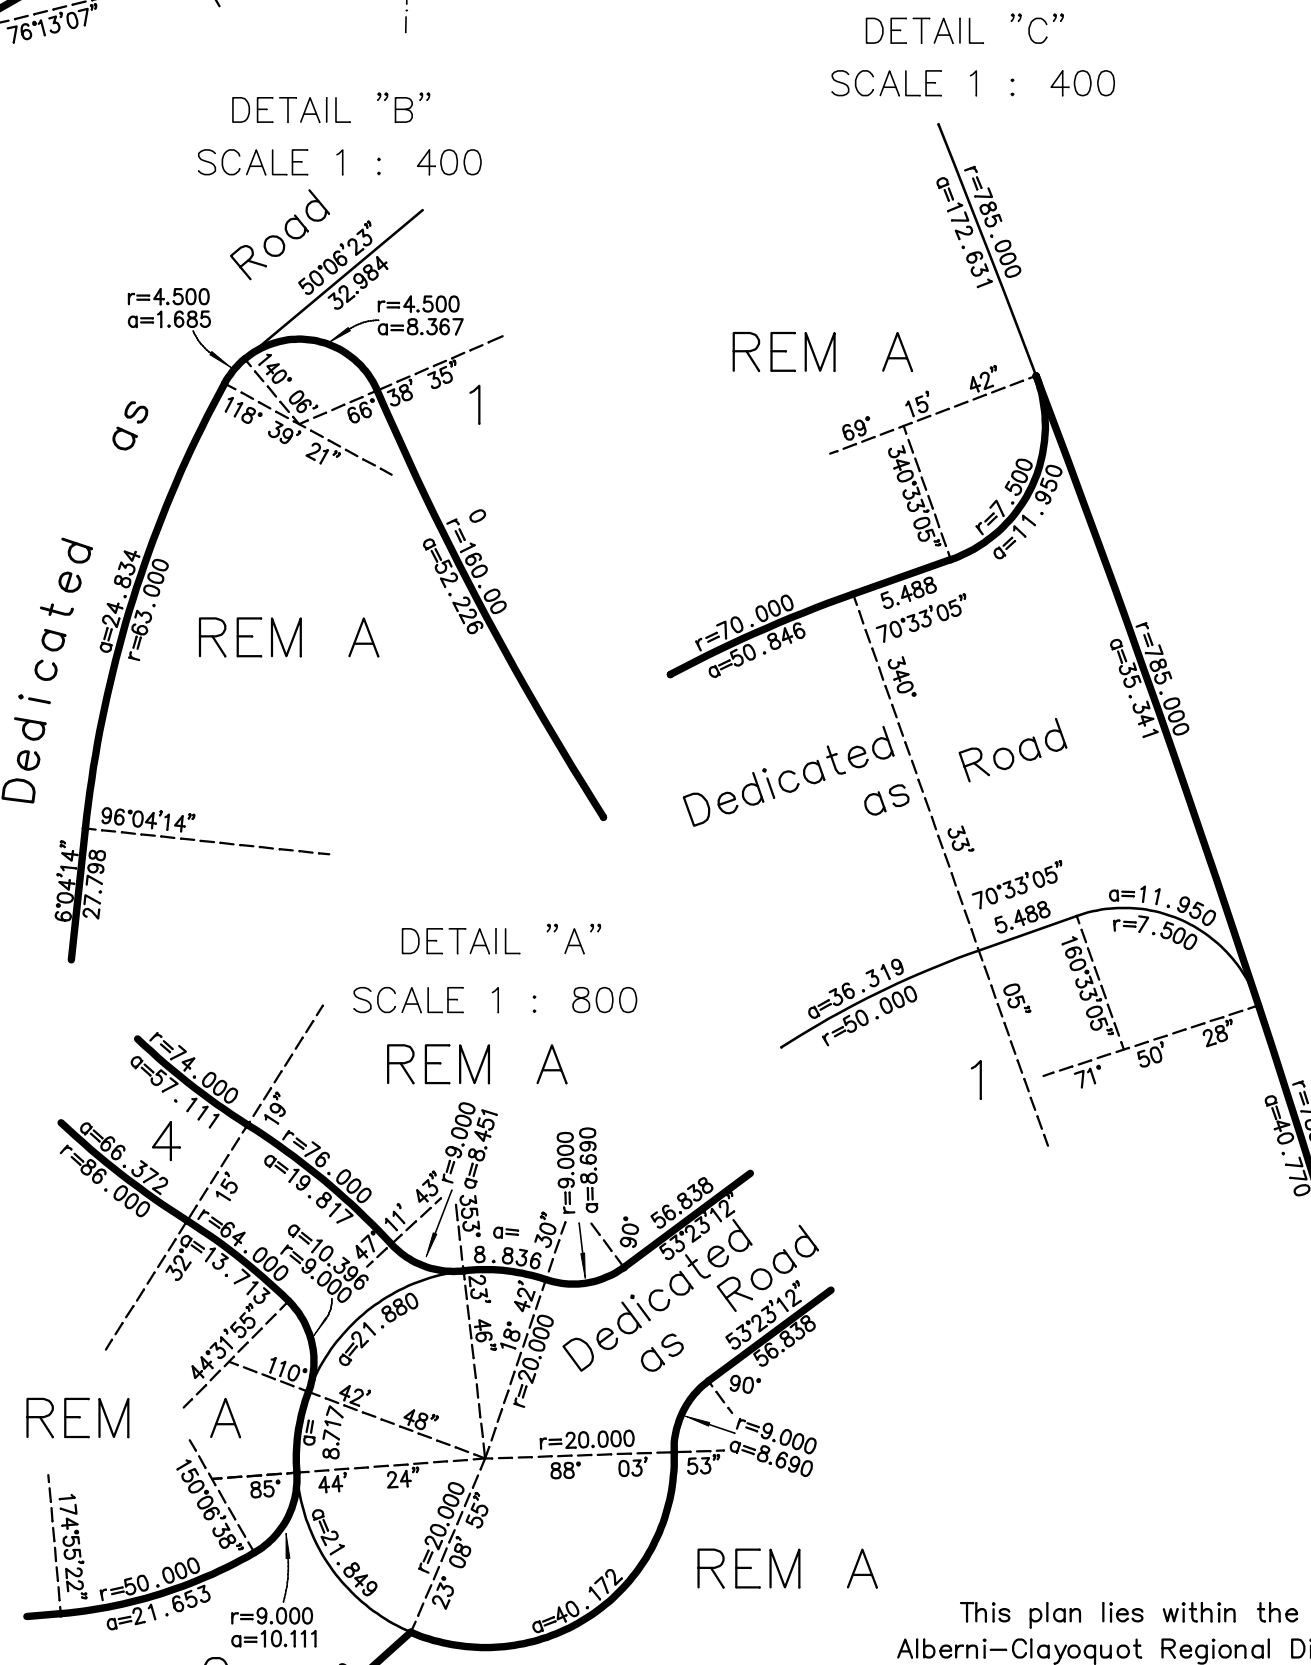 76°13'07"
DETAIL "B"
SCALE 1 : 400
Road
50°06'23"
32.984
r=4.500
a=1.685
r=4.500
a=8.367
140° 06'
118° 39' 21"
66° 38' 35"
1
as
Dedicated
a=24.834
r=63.000
REM A
0
r=160.00
a=52.226
96°04'14"
6°04'14"
27.798
DETAIL "C"
SCALE 1 : 400
r=785.000
a=172.631
REM A
69° 15' 42"
340°33'05"
r=7.500
a=11.950
5.488
70°33'05"
r=70.000
a=50.846
340° 33' 05"
r=785.000
a=35.341
Dedicated
as
Road
70°33'05"
5.488
a=11.950
r=7.500
160°33'05"
a=36.319
r=50.000
71° 50' 28"
1
a=40.770
DETAIL "A"
SCALE 1 : 800
REM A
r=74.000
a=57.111
4
a=66.372
r=86.000
32° 15' 19"
r=76.000
a=19.817
r=64.000
a=13.713
a=10.396
r=9.000
47° 11' 43"
r=9.000
a=8.451
353° 23' 46"
a=
8.836
r=9.000
a=8.690
18° 42' 30"
r=20.000
90°
56.838
53°23'12"
Dedicated
as Road
53°23'12"
56.838
90°
r=9.000
a=8.690
44°31'55"
a=21.880
110° 42' 48"
a=
8.717
REM A
85° 44' 24"
r=20.000
88° 03' 53"
150°06'38"
174°55'22"
r=50.000
a=21.653
r=9.000
a=10.111
a=21.849
r=20.000
23° 08' 55"
a=40.172
REM A
This plan lies within the
Alberni-Clayoquot Regional Di